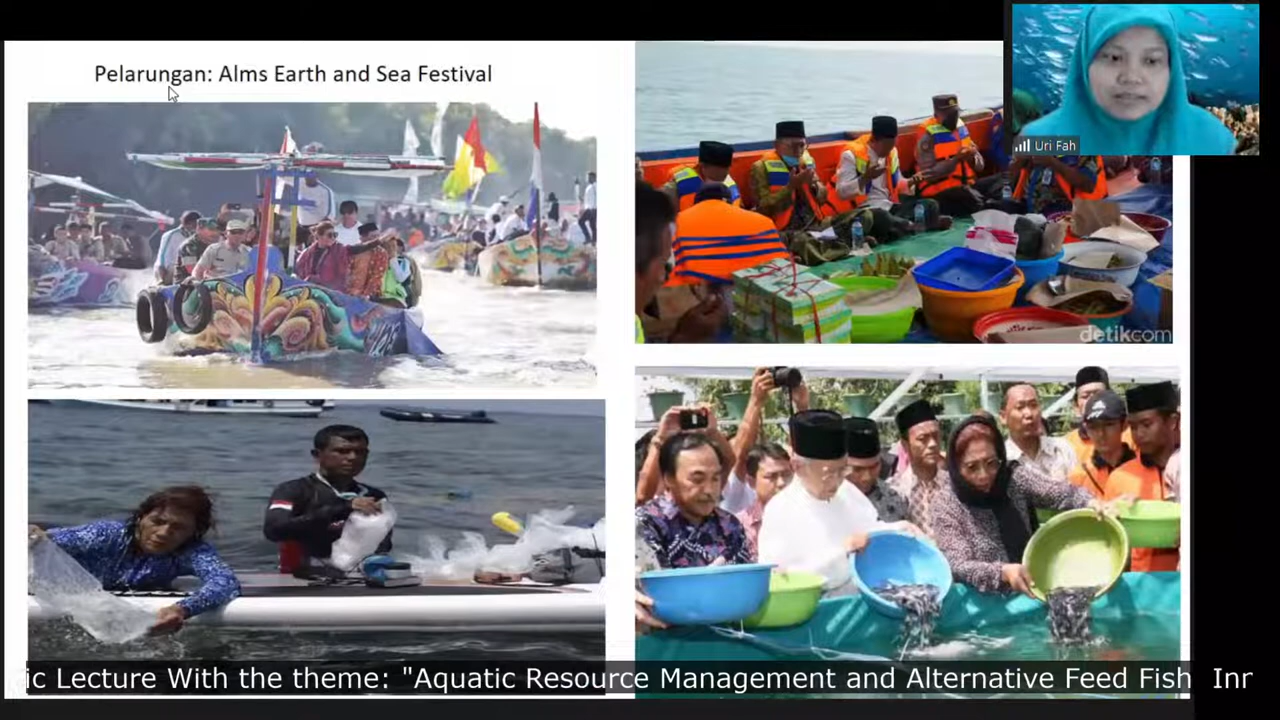 Pelarungan: Alms Earth and Sea Festival
Uri Fah
detikcom
ic Lecture With the theme: "Aquatic Resource Management and Alternative Feed Fish Inr